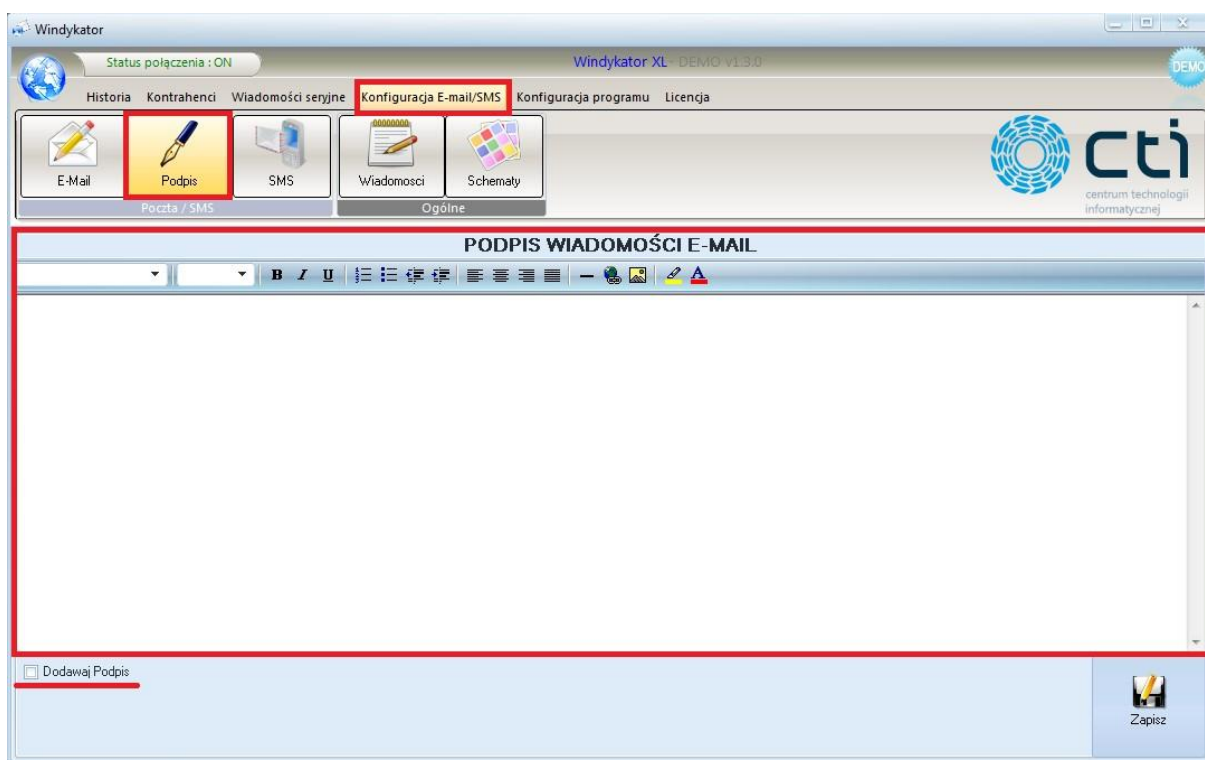 Windykator
Status połączenia : ON
Windykator XL - DEMO v1.3.0
DEMO
Historia Kontrahenci Wiadomości seryjne Konfiguracja E-mail/SMS Konfiguracja programu Licencja
E-Mail Podpis SMS Wiadomosci Schematy
Poczta / SMS Ogólne
cti
centrum technologii
informatycznej
PODPIS WIADOMOŚCI E-MAIL
B I U A
Dodawaj Podpis
Zapisz